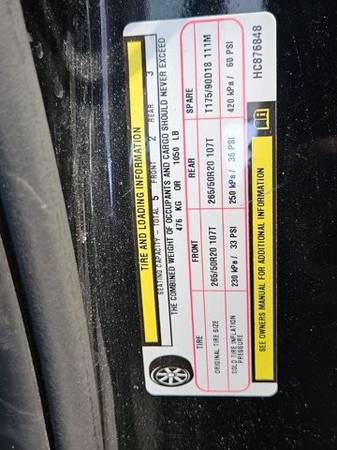 TIRE AND LOADING INFORMATION
SEATING CAPACITY - TOTAL 5 FRONT 2 REAR 3
THE COMBINED WEIGHT OF OCCUPANTS AND CARGO SHOULD NEVER EXCEED
476 KG OR 1050 LB
TIRE FRONT REAR SPARE
ORIGINAL TIRE SIZE 265/50R20 107T 265/50R20 107T T175/90D18 111M
COLD TIRE INFLATION PRESSURE 230 kPa / 33 PSI 250 kPa / 36 PSI 420 kPa / 60 PSI
SEE OWNERS MANUAL FOR ADDITIONAL INFORMATION
HC876848